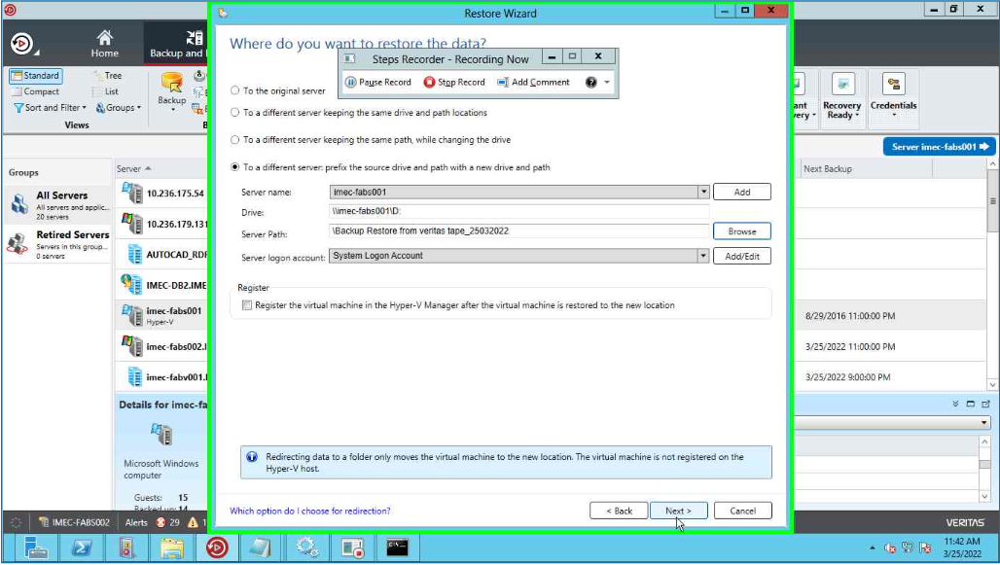 Restore Wizard
Where do you want to restore the data?
Steps Recorder - Recording Now
Pause Record
Stop Record
Add Comment
Home
Backup and
Standard
Tree
Compact
List
Sort and Filter
Groups
Views
Backup
Recovery
Ready
Credentials
To the original server
To a different server keeping the same drive and path locations
To a different server keeping the same path, while changing the drive
To a different server: prefix the source drive and path with a new drive and path
Server name: imec-fabs001 Add
Drive: \\imec-fabs001\D:
Server Path: \Backup Restore from veritas tape_25032022 Browse
Server logon account: System Logon Account Add/Edit
Register
Register the virtual machine in the Hyper-V Manager after the virtual machine is restored to the new location
Redirecting data to a folder only moves the virtual machine to the new location. The virtual machine is not registered on the
Hyper-V host.
Which option do I choose for redirection?
< Back
Next >
Cancel
Server imec-fabs001
Groups
All Servers
All servers and applic...
20 servers
Retired Servers
Servers in this group...
0 servers
Server
Next Backup
10.236.175.54
10.236.179.131
AUTOCAD_RDP
IMEC-DB2.IME
imec-fabs001
Hyper-V
8/29/2016 11:00:00 PM
imec-fabs002.
3/25/2022 11:00:00 PM
imec-fabv001.
3/25/2022 9:00:00 PM
Details for imec-fa
Microsoft Windows
computer
Guests: 15
Backed up: 14
IMEC-FABS002
Alerts
29
VERITAS
11:42 AM
3/25/2022